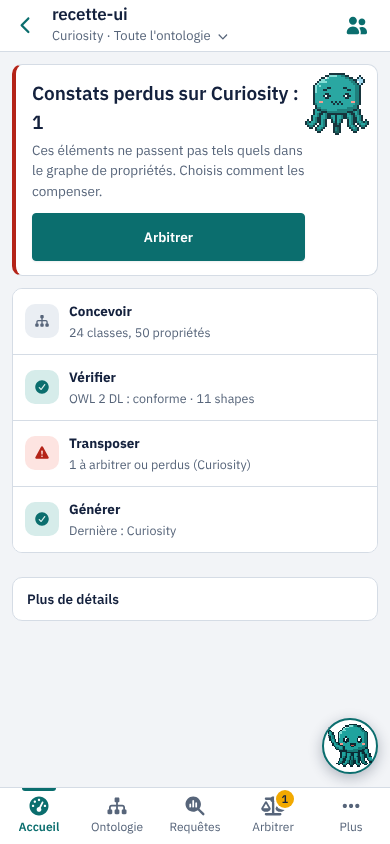 recette-ui
Curiosity · Toute l'ontologie
Constats perdus sur Curiosity :
1
Ces éléments ne passent pas tels quels dans
le graphe de propriétés. Choisis comment les
compenser.
Arbitrer
Concevoir
24 classes, 50 propriétés
Vérifier
OWL 2 DL : conforme · 11 shapes
Transposer
1 à arbitrer ou perdus (Curiosity)
Générer
Dernière : Curiosity
Plus de détails
1
Accueil
Ontologie
Requêtes
Arbitrer
Plus